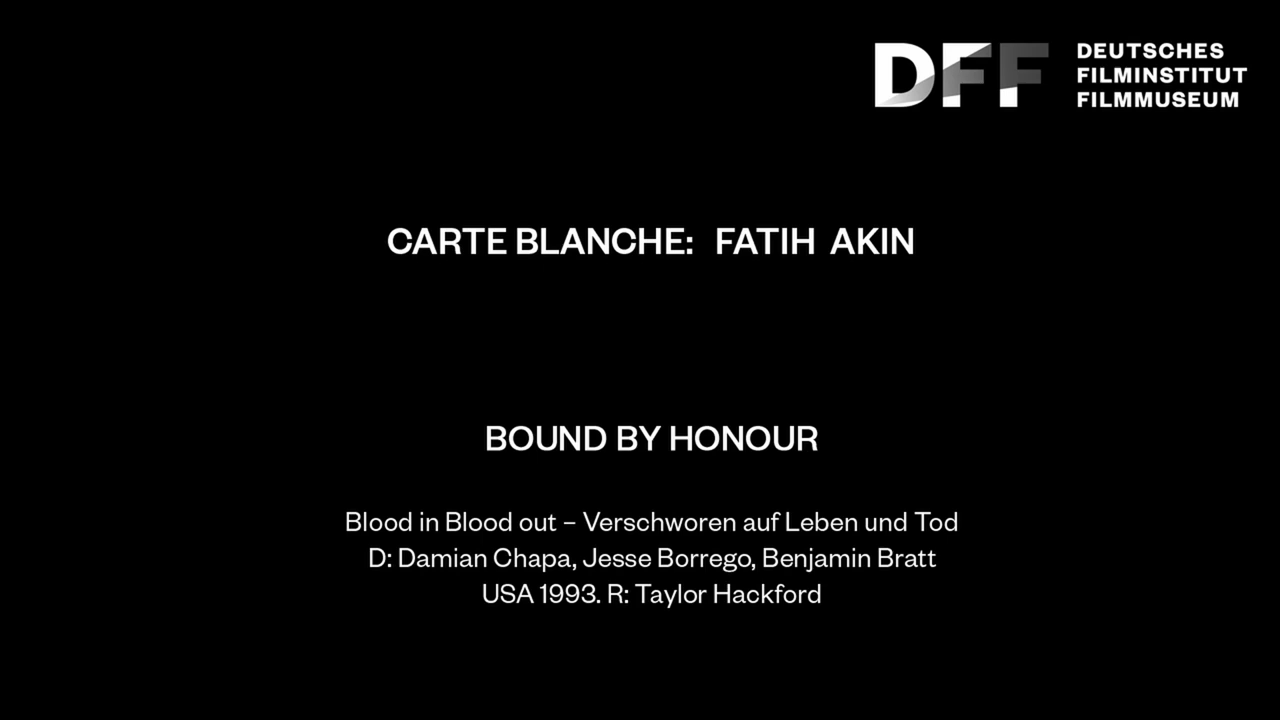 DFF
DEUTSCHES
FILMINSTITUT
FILMMUSEUM
CARTE BLANCHE: FATIH AKIN
BOUND BY HONOUR
Blood in Blood out – Verschworen auf Leben und Tod
D: Damian Chapa, Jesse Borrego, Benjamin Bratt
USA 1993. R: Taylor Hackford